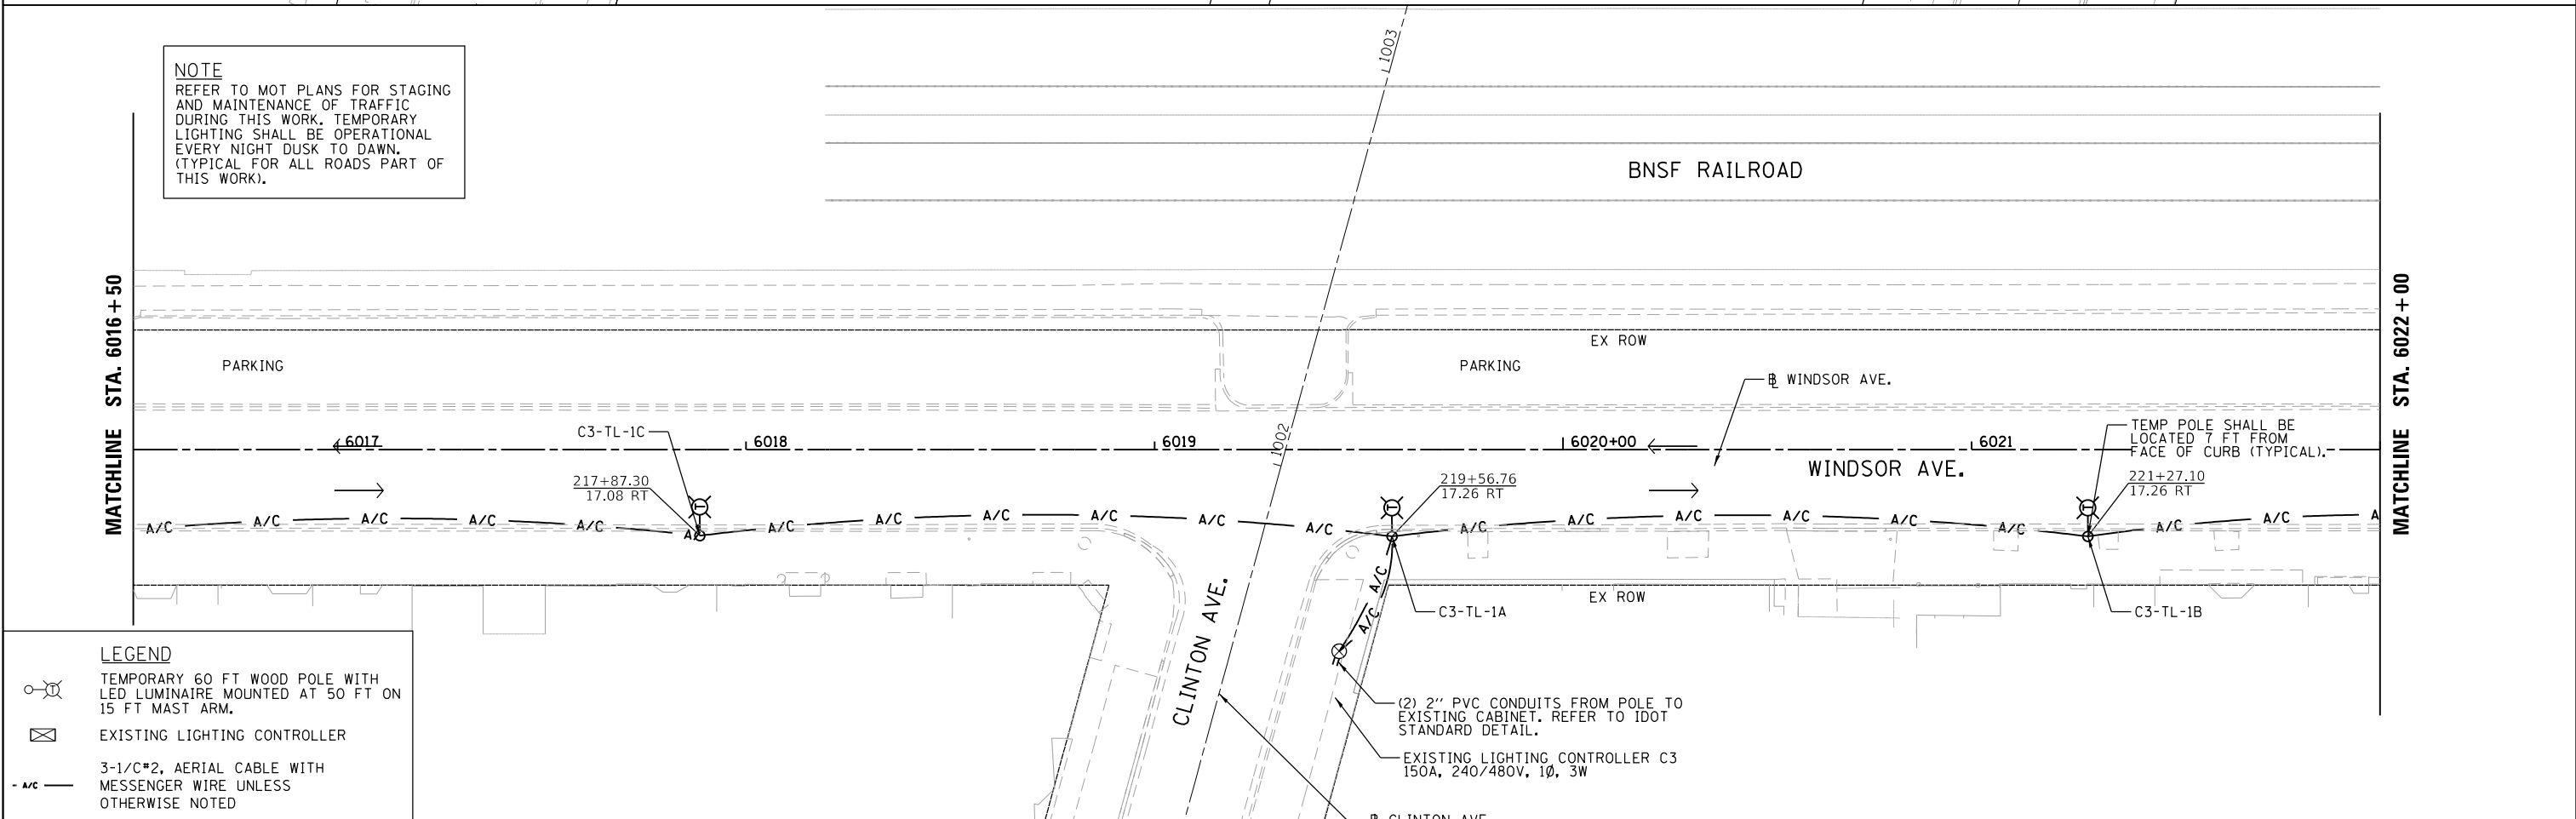 1003
NOTE
REFER TO MOT PLANS FOR STAGING
AND MAINTENANCE OF TRAFFIC
DURING THIS WORK. TEMPORARY
LIGHTING SHALL BE OPERATIONAL
EVERY NIGHT DUSK TO DAWN.
(TYPICAL FOR ALL ROADS PART OF
THIS WORK).
BNSF RAILROAD
MATCHLINE STA. 6016+50
MATCHLINE STA. 6022+00
EX ROW
PARKING
PARKING
℄ WINDSOR AVE.
C3-TL-1C
6017
6018
6019
1002
6020+00
6021
TEMP POLE SHALL BE
LOCATED 7 FT FROM
FACE OF CURB (TYPICAL).
WINDSOR AVE.
217+87.30
17.08 RT
219+56.76
17.26 RT
221+27.10
17.26 RT
T
T
T
A/C A/C A/C A/C A/C A/C A/C A/C A/C A/C A/C A/C A/C A/C A/C A/C A/C A/C A/C A/C A
A/C
A/C
EX ROW
C3-TL-1A
C3-TL-1B
CLINTON AVE.
(2) 2" PVC CONDUITS FROM POLE TO
EXISTING CABINET. REFER TO IDOT
STANDARD DETAIL.
EXISTING LIGHTING CONTROLLER C3
150A, 240/480V, 1Ø, 3W
℄ CLINTON AVE.
LEGEND
T
TEMPORARY 60 FT WOOD POLE WITH
LED LUMINAIRE MOUNTED AT 50 FT ON
15 FT MAST ARM.
EXISTING LIGHTING CONTROLLER
A/C
3-1/C#2, AERIAL CABLE WITH
MESSENGER WIRE UNLESS
OTHERWISE NOTED